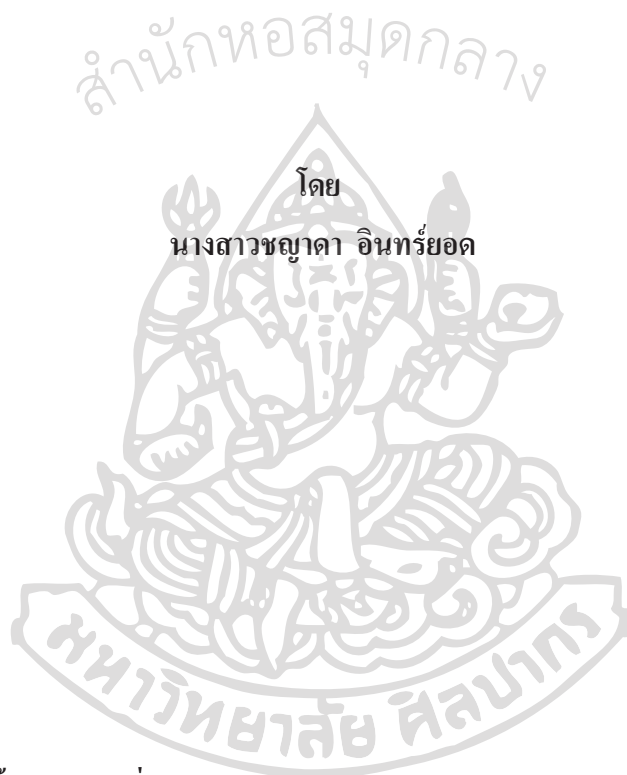 สำนักหอสมุดกลาง
โดย
นางสาวชญาดา อินทร์ยอด
มหาวิทยาลัย ศิลปากร